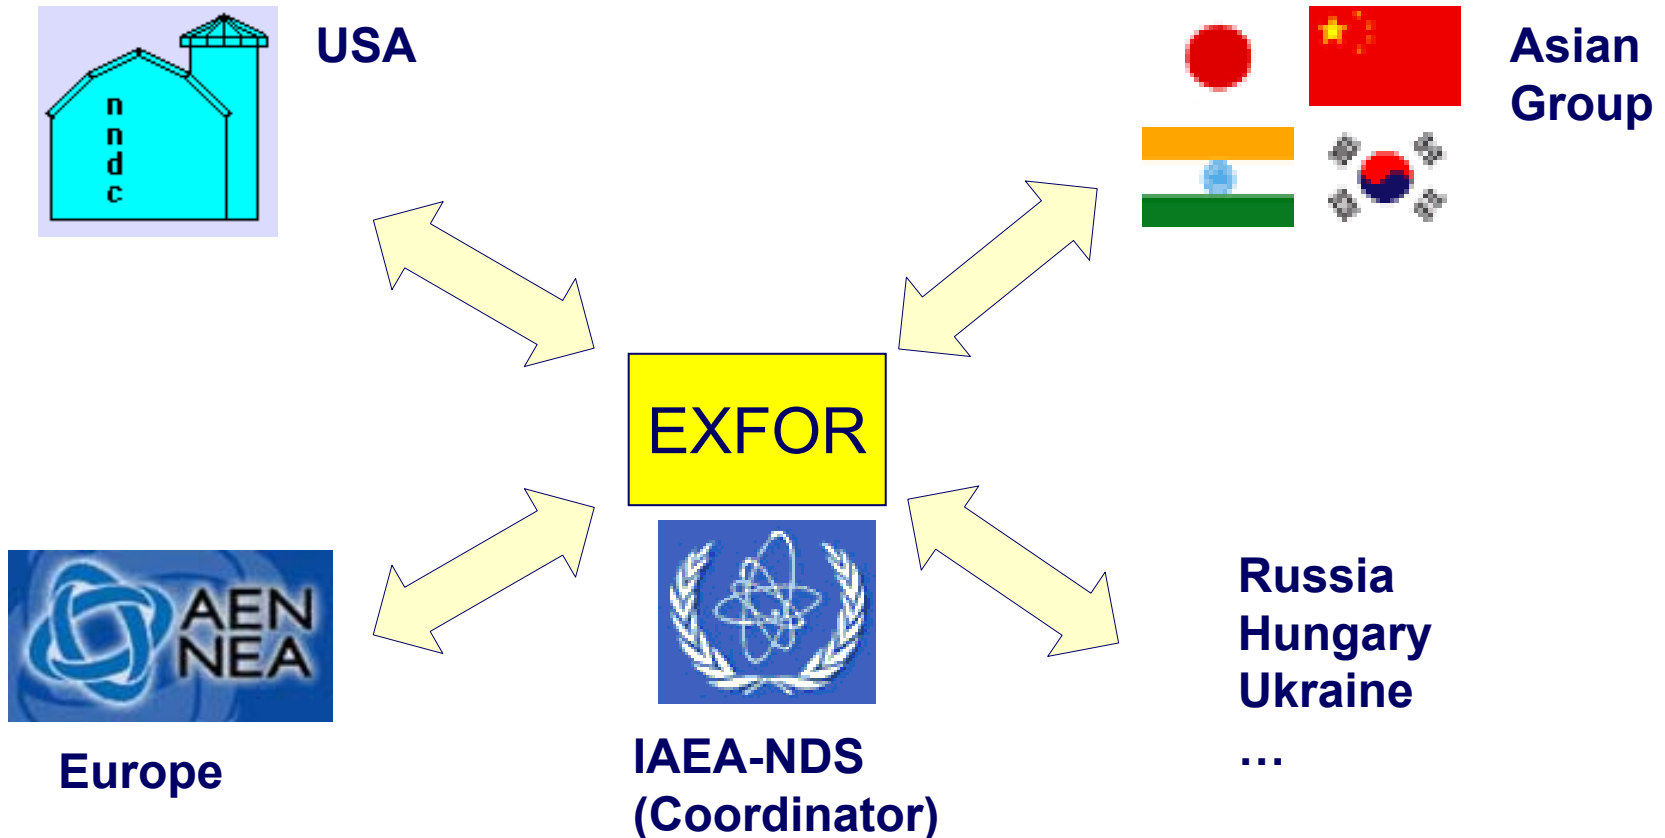 USA
n
n
d
c
Asian
Group
EXFOR
AEN
NEA
Europe
IAEA-NDS
(Coordinator)
Russia
Hungary
Ukraine
…